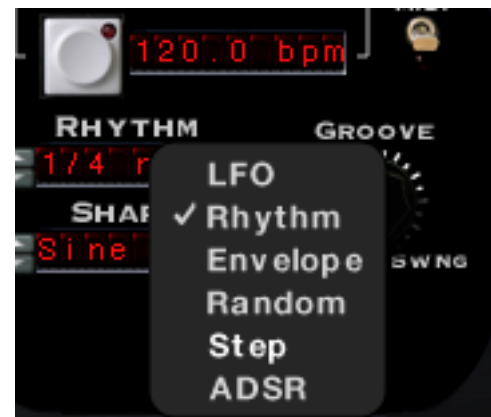 120.0 bpm
RHYTHM
GROOVE
1/4
LFO
SHAP
Rhythm
Sine
Envelope
SWNG
Random
Step
ADSR